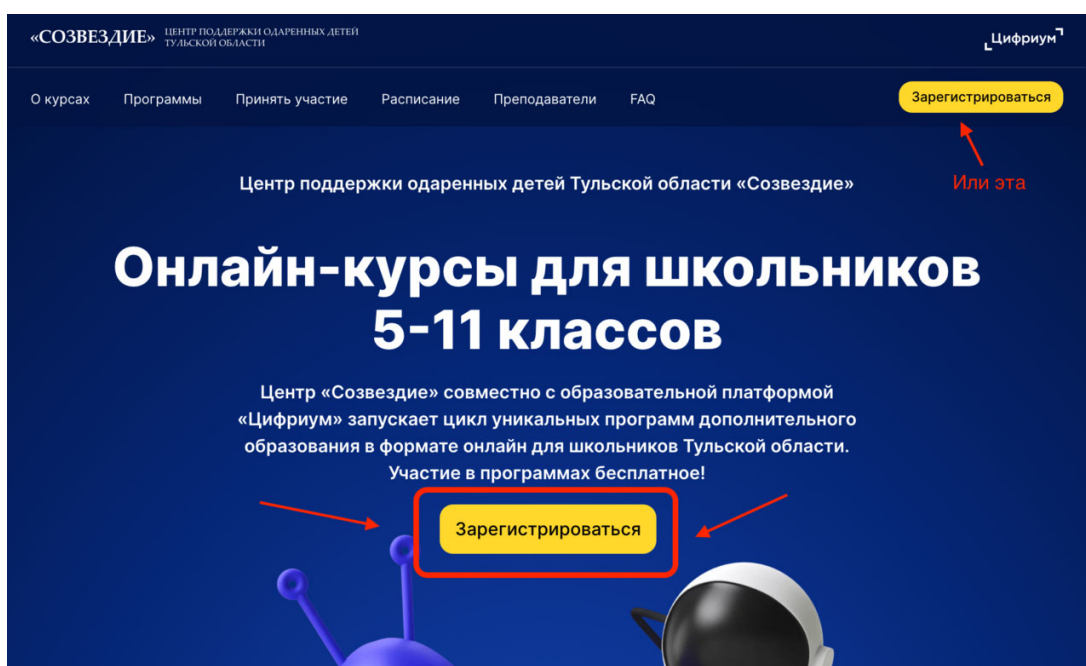 «СОЗВЕЗДИЕ» ЦЕНТР ПОДДЕРЖКИ ОДАРЕННЫХ ДЕТЕЙ
ТУЛЬСКОЙ ОБЛАСТИ
Цифриум
О курсах Программы Принять участие Расписание Преподаватели FAQ Зарегистрироваться
Или эта
Центр поддержки одаренных детей Тульской области «Созвездие»
Онлайн-курсы для школьников
5-11 классов
Центр «Созвездие» совместно с образовательной платформой
«Цифриум» запускает цикл уникальных программ дополнительного
образования в формате онлайн для школьников Тульской области.
Участие в программах бесплатное!
Зарегистрироваться